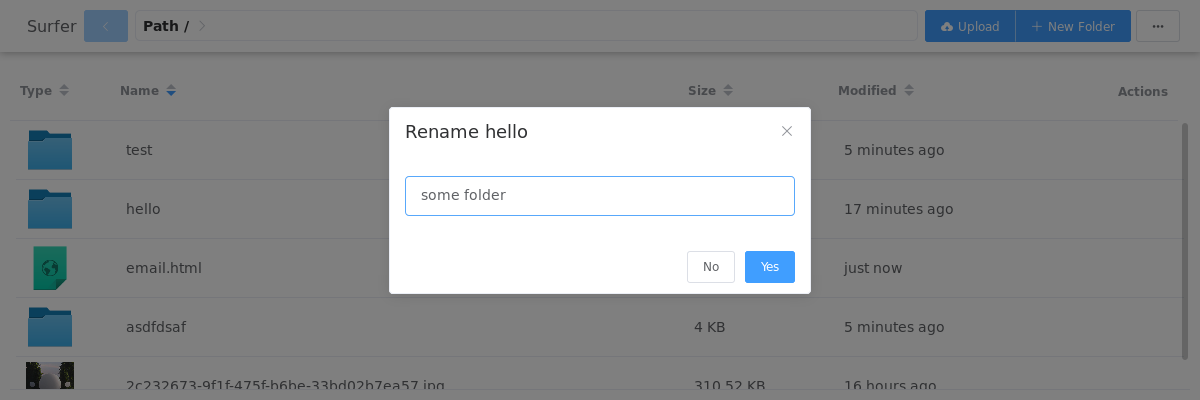 Surfer Path / Upload New Folder ···
Type Name Size Modified Actions
Rename hello
test 5 minutes ago
some folder
hello 17 minutes ago
email.html just now
No Yes
asdfdsaf 4 KB 5 minutes ago
2c232673-9f1f-475f-b6be-33bd02b7ea57.jpg 310.52 KB 16 hours ago